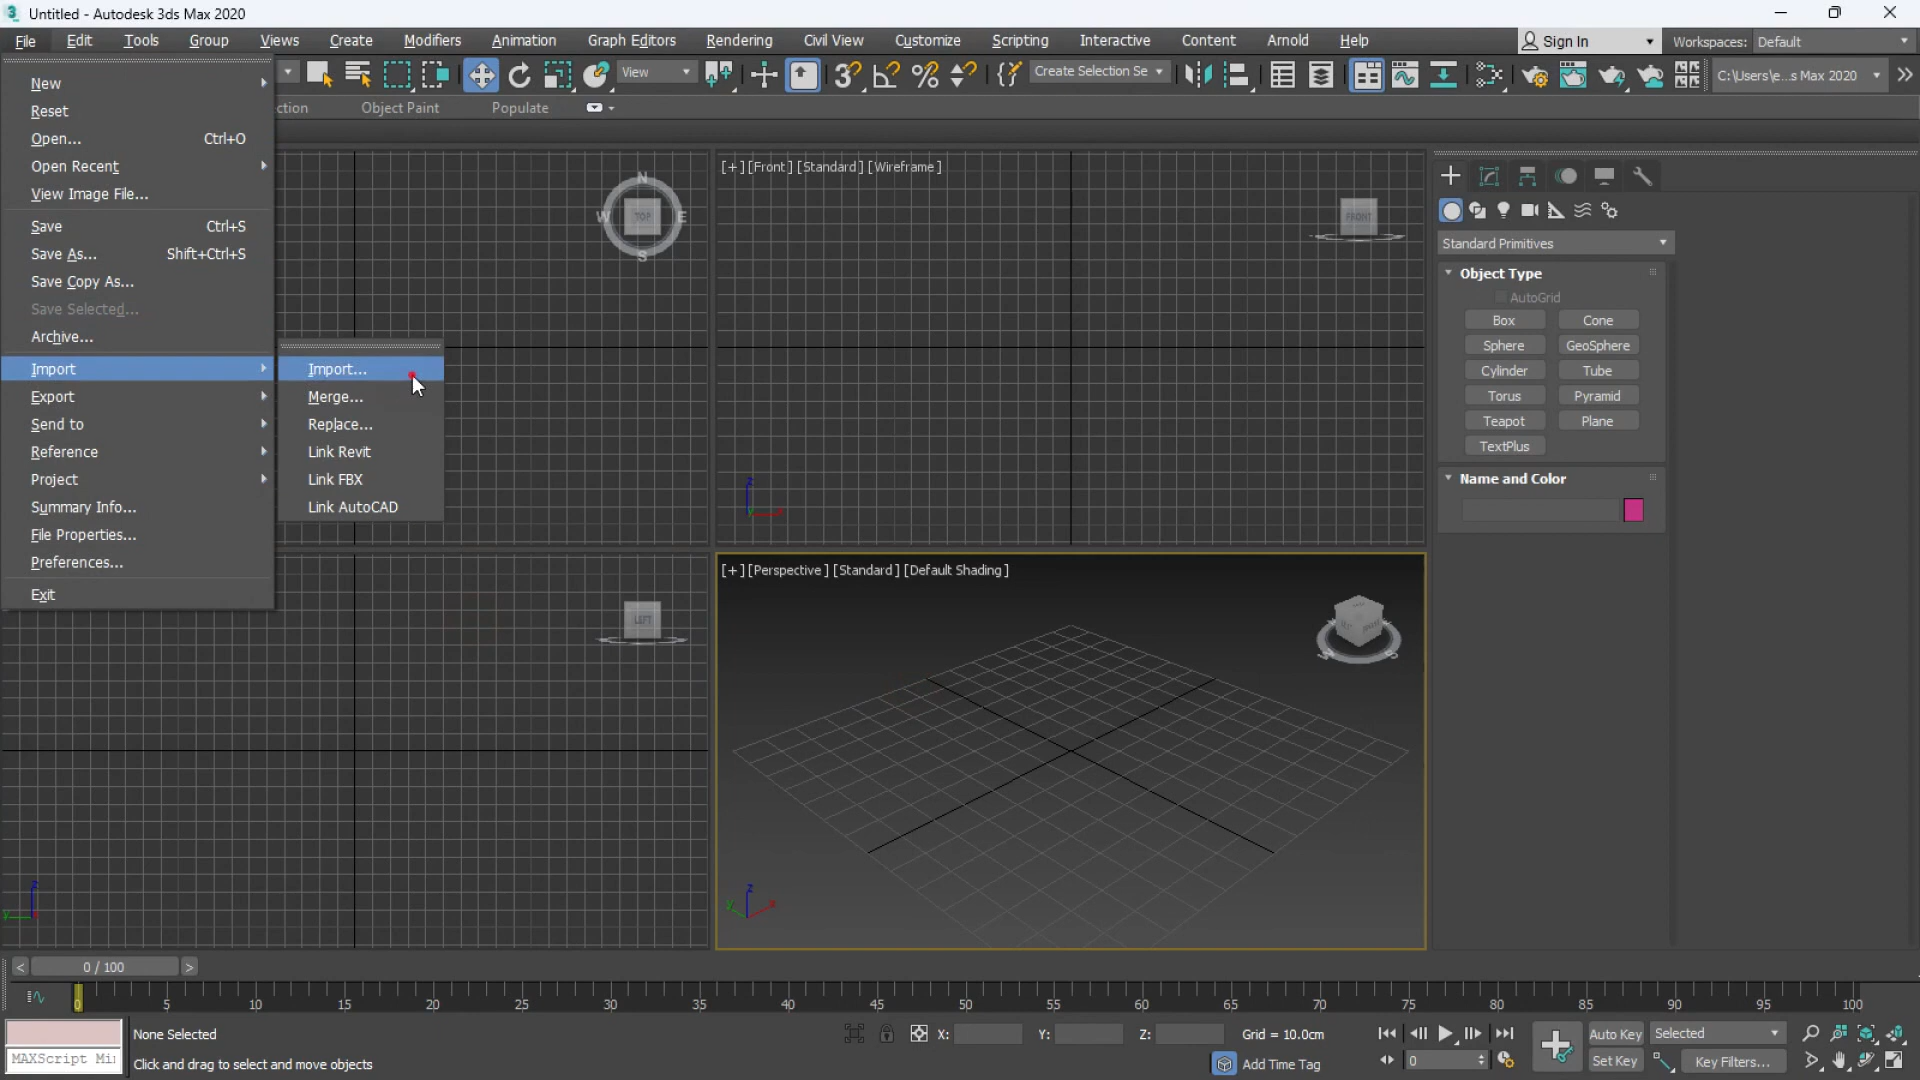 Untitled - Autodesk 3ds Max 2020
File Edit Tools Group Views Create Modifiers Animation Graph Editors Rendering Civil View Customize Scripting Interactive Content Arnold Help Sign In Workspaces: Default
View Create Selection Se C:\Users\e...s Max 2020
ction Object Paint Populate
New
Reset
Open... Ctrl+O
Open Recent
View Image File...
Save Ctrl+S
Save As... Shift+Ctrl+S
Save Copy As...
Save Selected...
Archive...
Import
Export
Send to
Reference
Project
Summary Info...
File Properties...
Preferences...
Exit
Import...
Merge...
Replace...
Link Revit
Link FBX
Link AutoCAD
N
W TOP E
S
[+] [Front] [Standard] [Wireframe]
FRONT
z
LEFT
z
y
[+] [Perspective] [Standard] [Default Shading]
z
y x
Standard Primitives
Object Type
AutoGrid
Box Cone
Sphere GeoSphere
Cylinder Tube
Torus Pyramid
Teapot Plane
TextPlus
Name and Color
< 0 / 100 >
0 5 10 15 20 25 30 35 40 45 50 55 60 65 70 75 80 85 90 95 100
None Selected X: Y: Z: Grid = 10.0cm Auto Key Selected
MAXScript Mi Click and drag to select and move objects Add Time Tag 0 Set Key Key Filters...